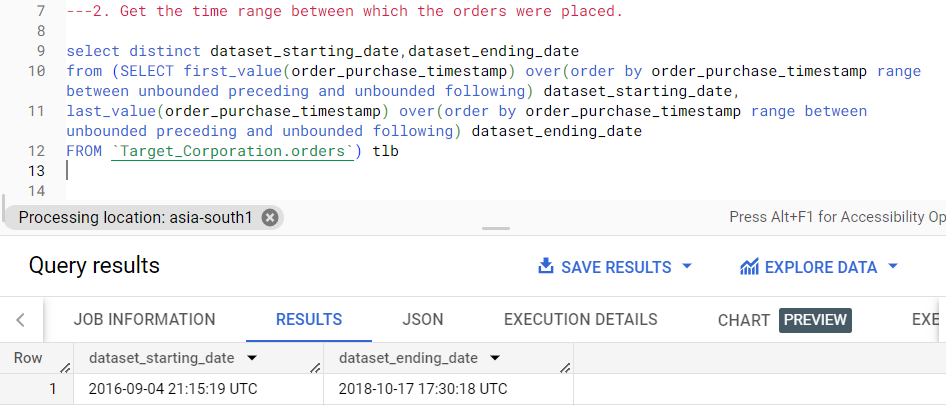 7 ---2. Get the time range between which the orders were placed.
8
9 select distinct dataset_starting_date,dataset_ending_date
10 from (SELECT first_value(order_purchase_timestamp) over(order by order_purchase_timestamp range
between unbounded preceding and unbounded following) dataset_starting_date,
11 last_value(order_purchase_timestamp) over(order by order_purchase_timestamp range between
unbounded preceding and unbounded following) dataset_ending_date
12 FROM `Target_Corporation.orders`) tlb
13
14
Processing location: asia-south1 Press Alt+F1 for Accessibility Op
Query results SAVE RESULTS EXPLORE DATA
JOB INFORMATION RESULTS JSON EXECUTION DETAILS CHART PREVIEW EXE
Row dataset_starting_date dataset_ending_date
1 2016-09-04 21:15:19 UTC 2018-10-17 17:30:18 UTC